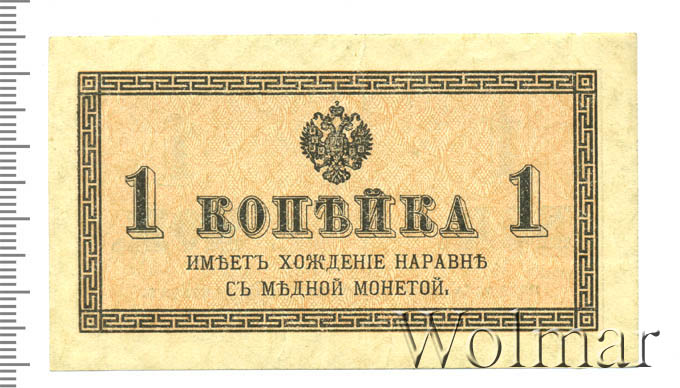 1 КОПѢЙКА 1
ИМѢЕТЪ ХОЖДЕНІЕ НАРАВНѢ
СЪ МѢДНОЙ МОНЕТОЙ.
Wolmar